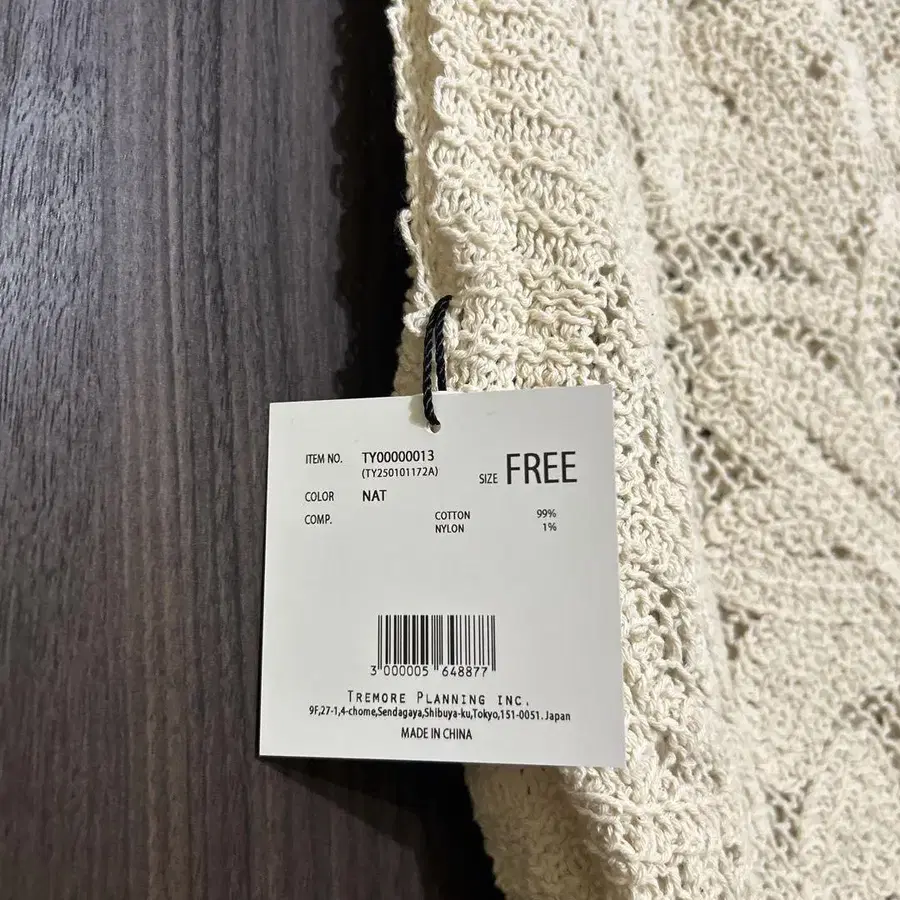 ITEM NO. TY00000013
(TY250101172A)
SIZE FREE
COLOR NAT
COMP. COTTON 99%
NYLON 1%
3 000005 648877
TREMORE PLANNING INC.
9F,27-1,4-chome,Sendagaya,Shibuya-ku,Tokyo,151-0051.Japan
MADE IN CHINA